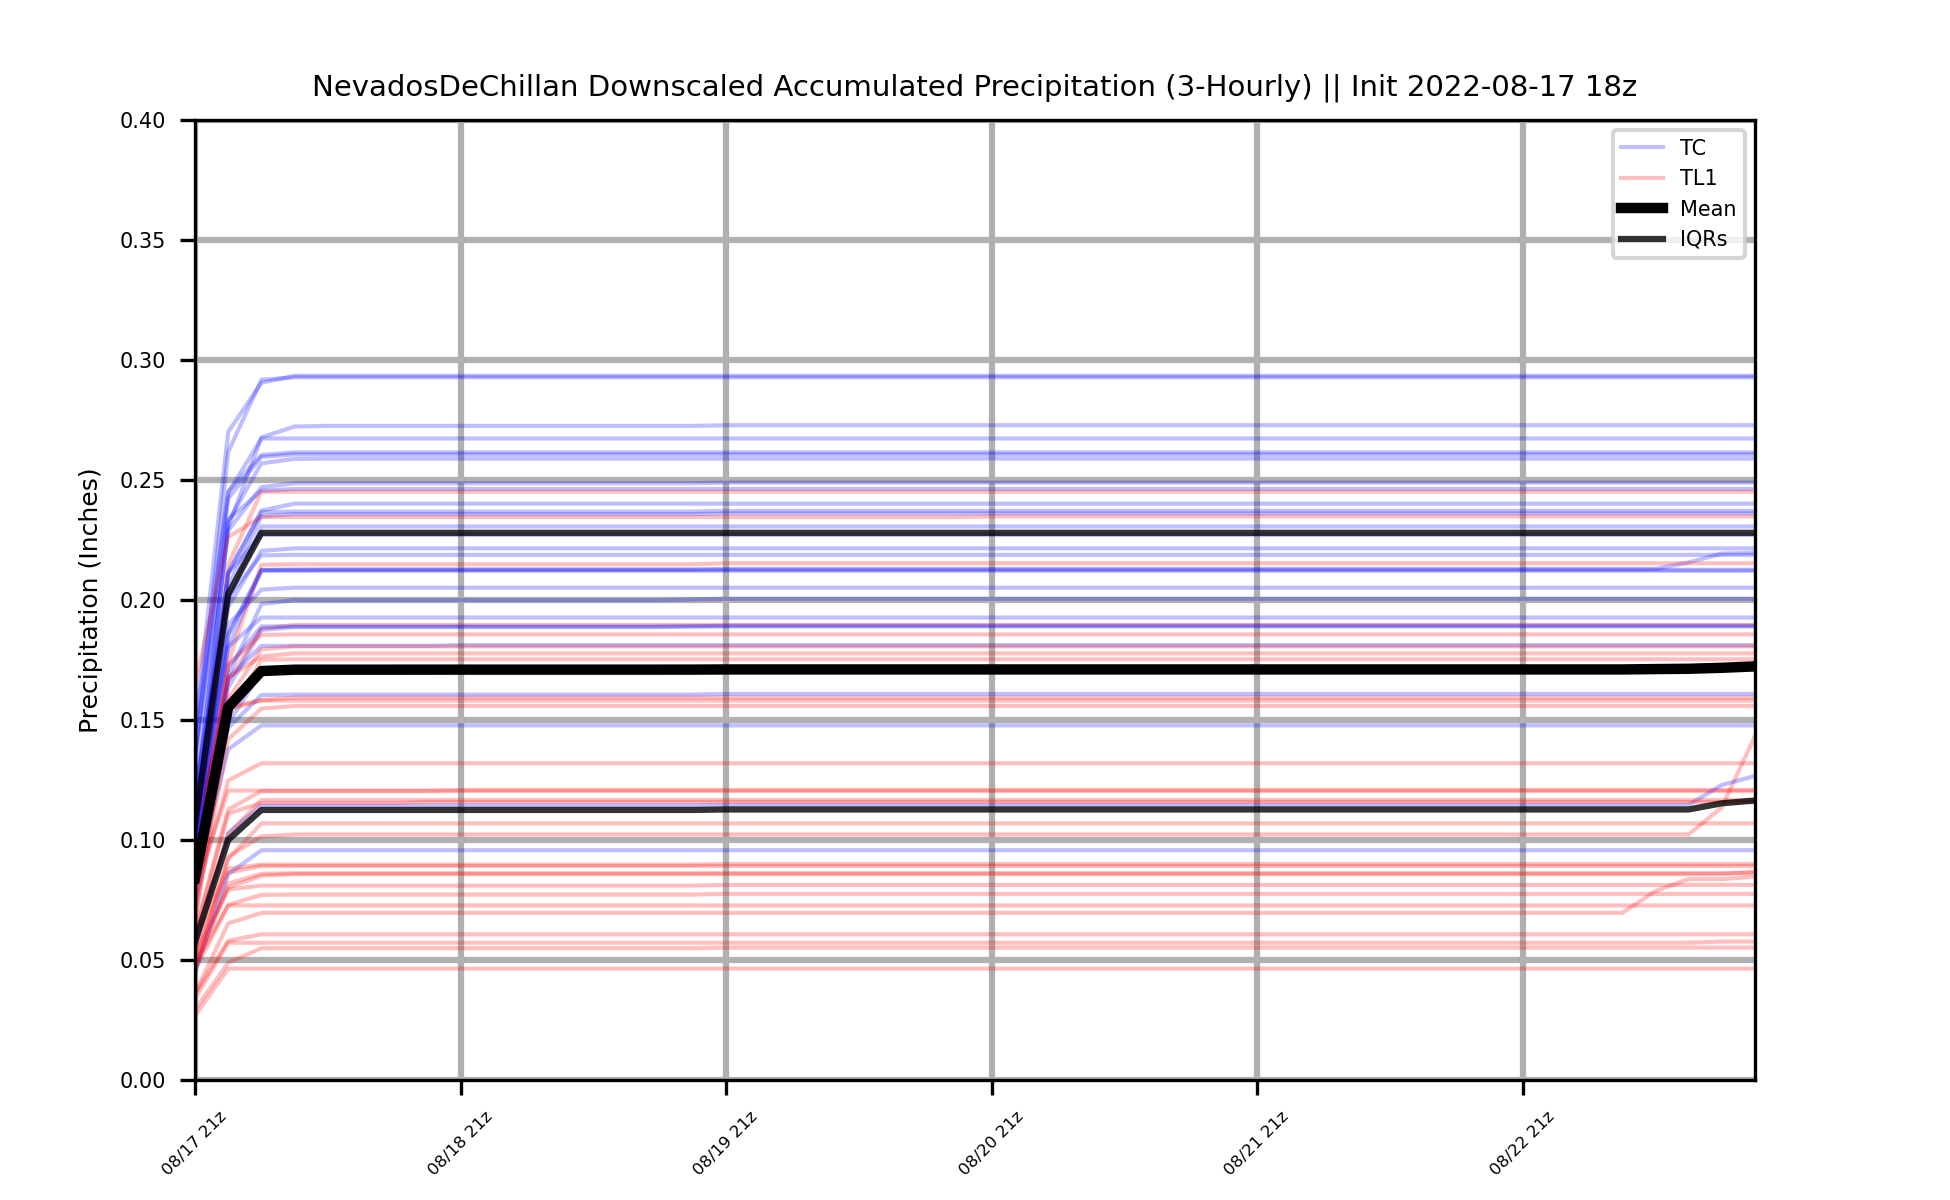 NevadosDeChillan Downscaled Accumulated Precipitation (3-Hourly) || Init 2022-08-17 18z
TC
TL1
Mean
IQRs
Precipitation (Inches)
0.40
0.35
0.30
0.25
0.20
0.15
0.10
0.05
0.00
08/17 21z
08/18 21z
08/19 21z
08/20 21z
08/21 21z
08/22 21z